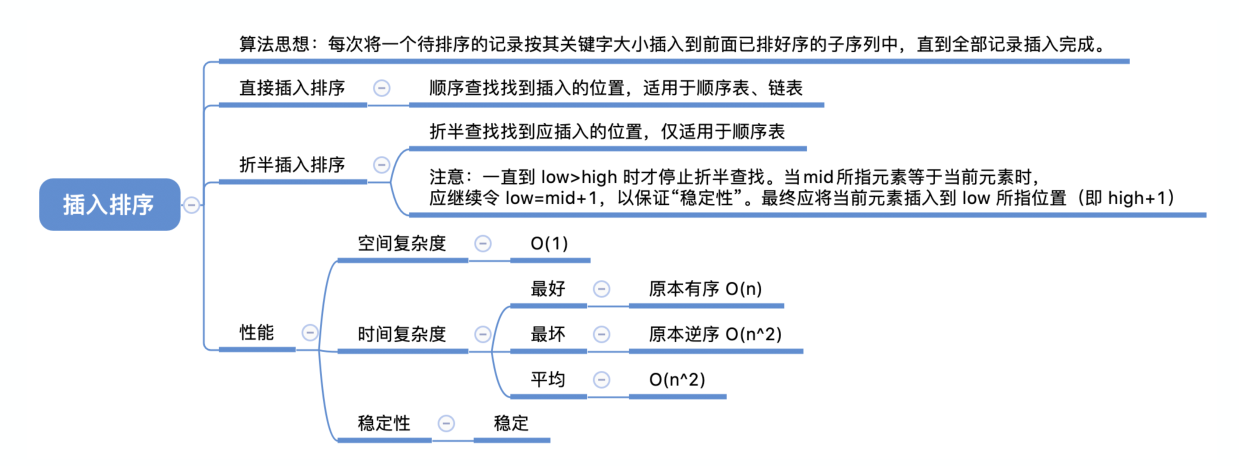 算法思想：每次将一个待排序的记录按其关键字大小插入到前面已排好序的子序列中，直到全部记录插入完成。
直接插入排序
顺序查找找到插入的位置，适用于顺序表、链表
折半查找找到应插入的位置，仅适用于顺序表
折半插入排序
注意：一直到 low>high 时才停止折半查找。当mid所指元素等于当前元素时，
应继续令 low=mid+1，以保证“稳定性”。最终应将当前元素插入到 low 所指位置（即 high+1）
插入排序
空间复杂度
O(1)
最好
原本有序 O(n)
性能
时间复杂度
最坏
原本逆序 O(n^2)
平均
O(n^2)
稳定性
稳定